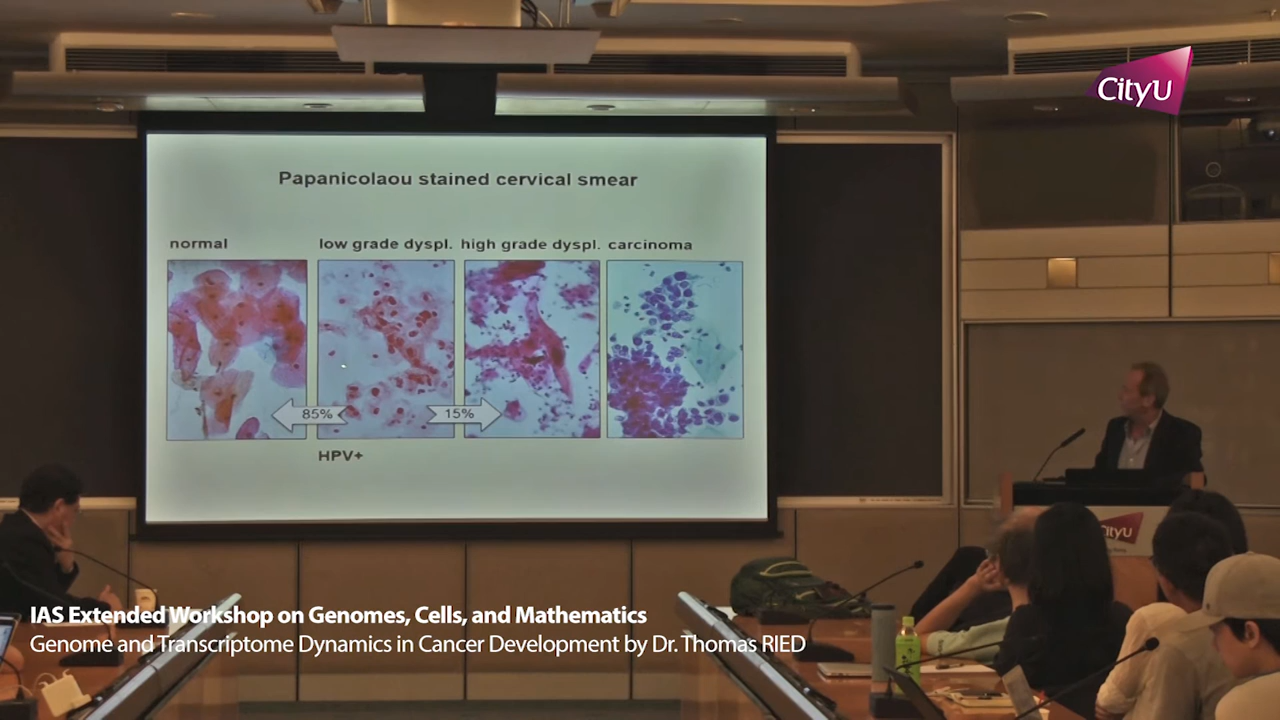 CityU
Papanicolaou stained cervical smear
normal
low grade dyspl.
high grade dyspl.
carcinoma
85%
15%
HPV+
CityU
IAS Extended Workshop on Genomes, Cells, and Mathematics
Genome and Transcriptome Dynamics in Cancer Development by Dr. Thomas RIED